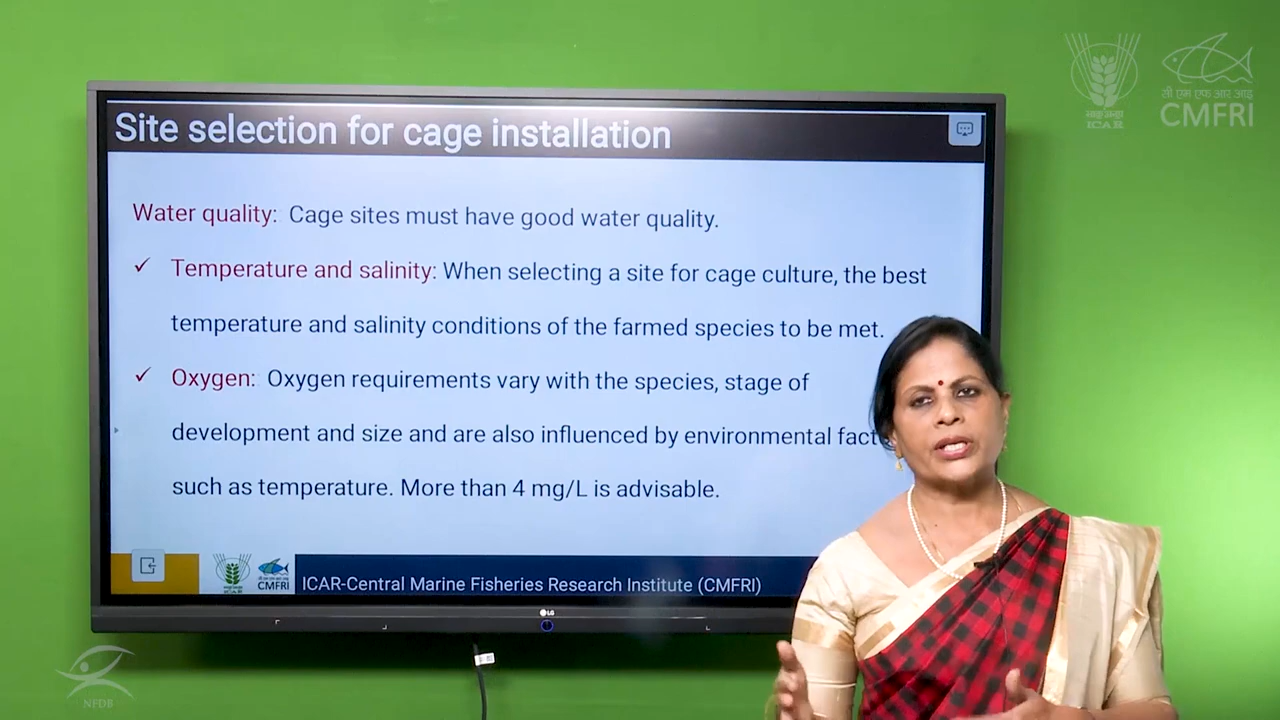 Site selection for cage installation
Water quality: Cage sites must have good water quality.
✓ Temperature and salinity: When selecting a site for cage culture, the best
temperature and salinity conditions of the farmed species to be met.
✓ Oxygen: Oxygen requirements vary with the species, stage of
development and size and are also influenced by environmental fact
such as temperature. More than 4 mg/L is advisable.
CMFRI
ICAR-Central Marine Fisheries Research Institute (CMFRI)
LG
ICAR
सी एम एफ आर आइ
CMFRI
NFDB